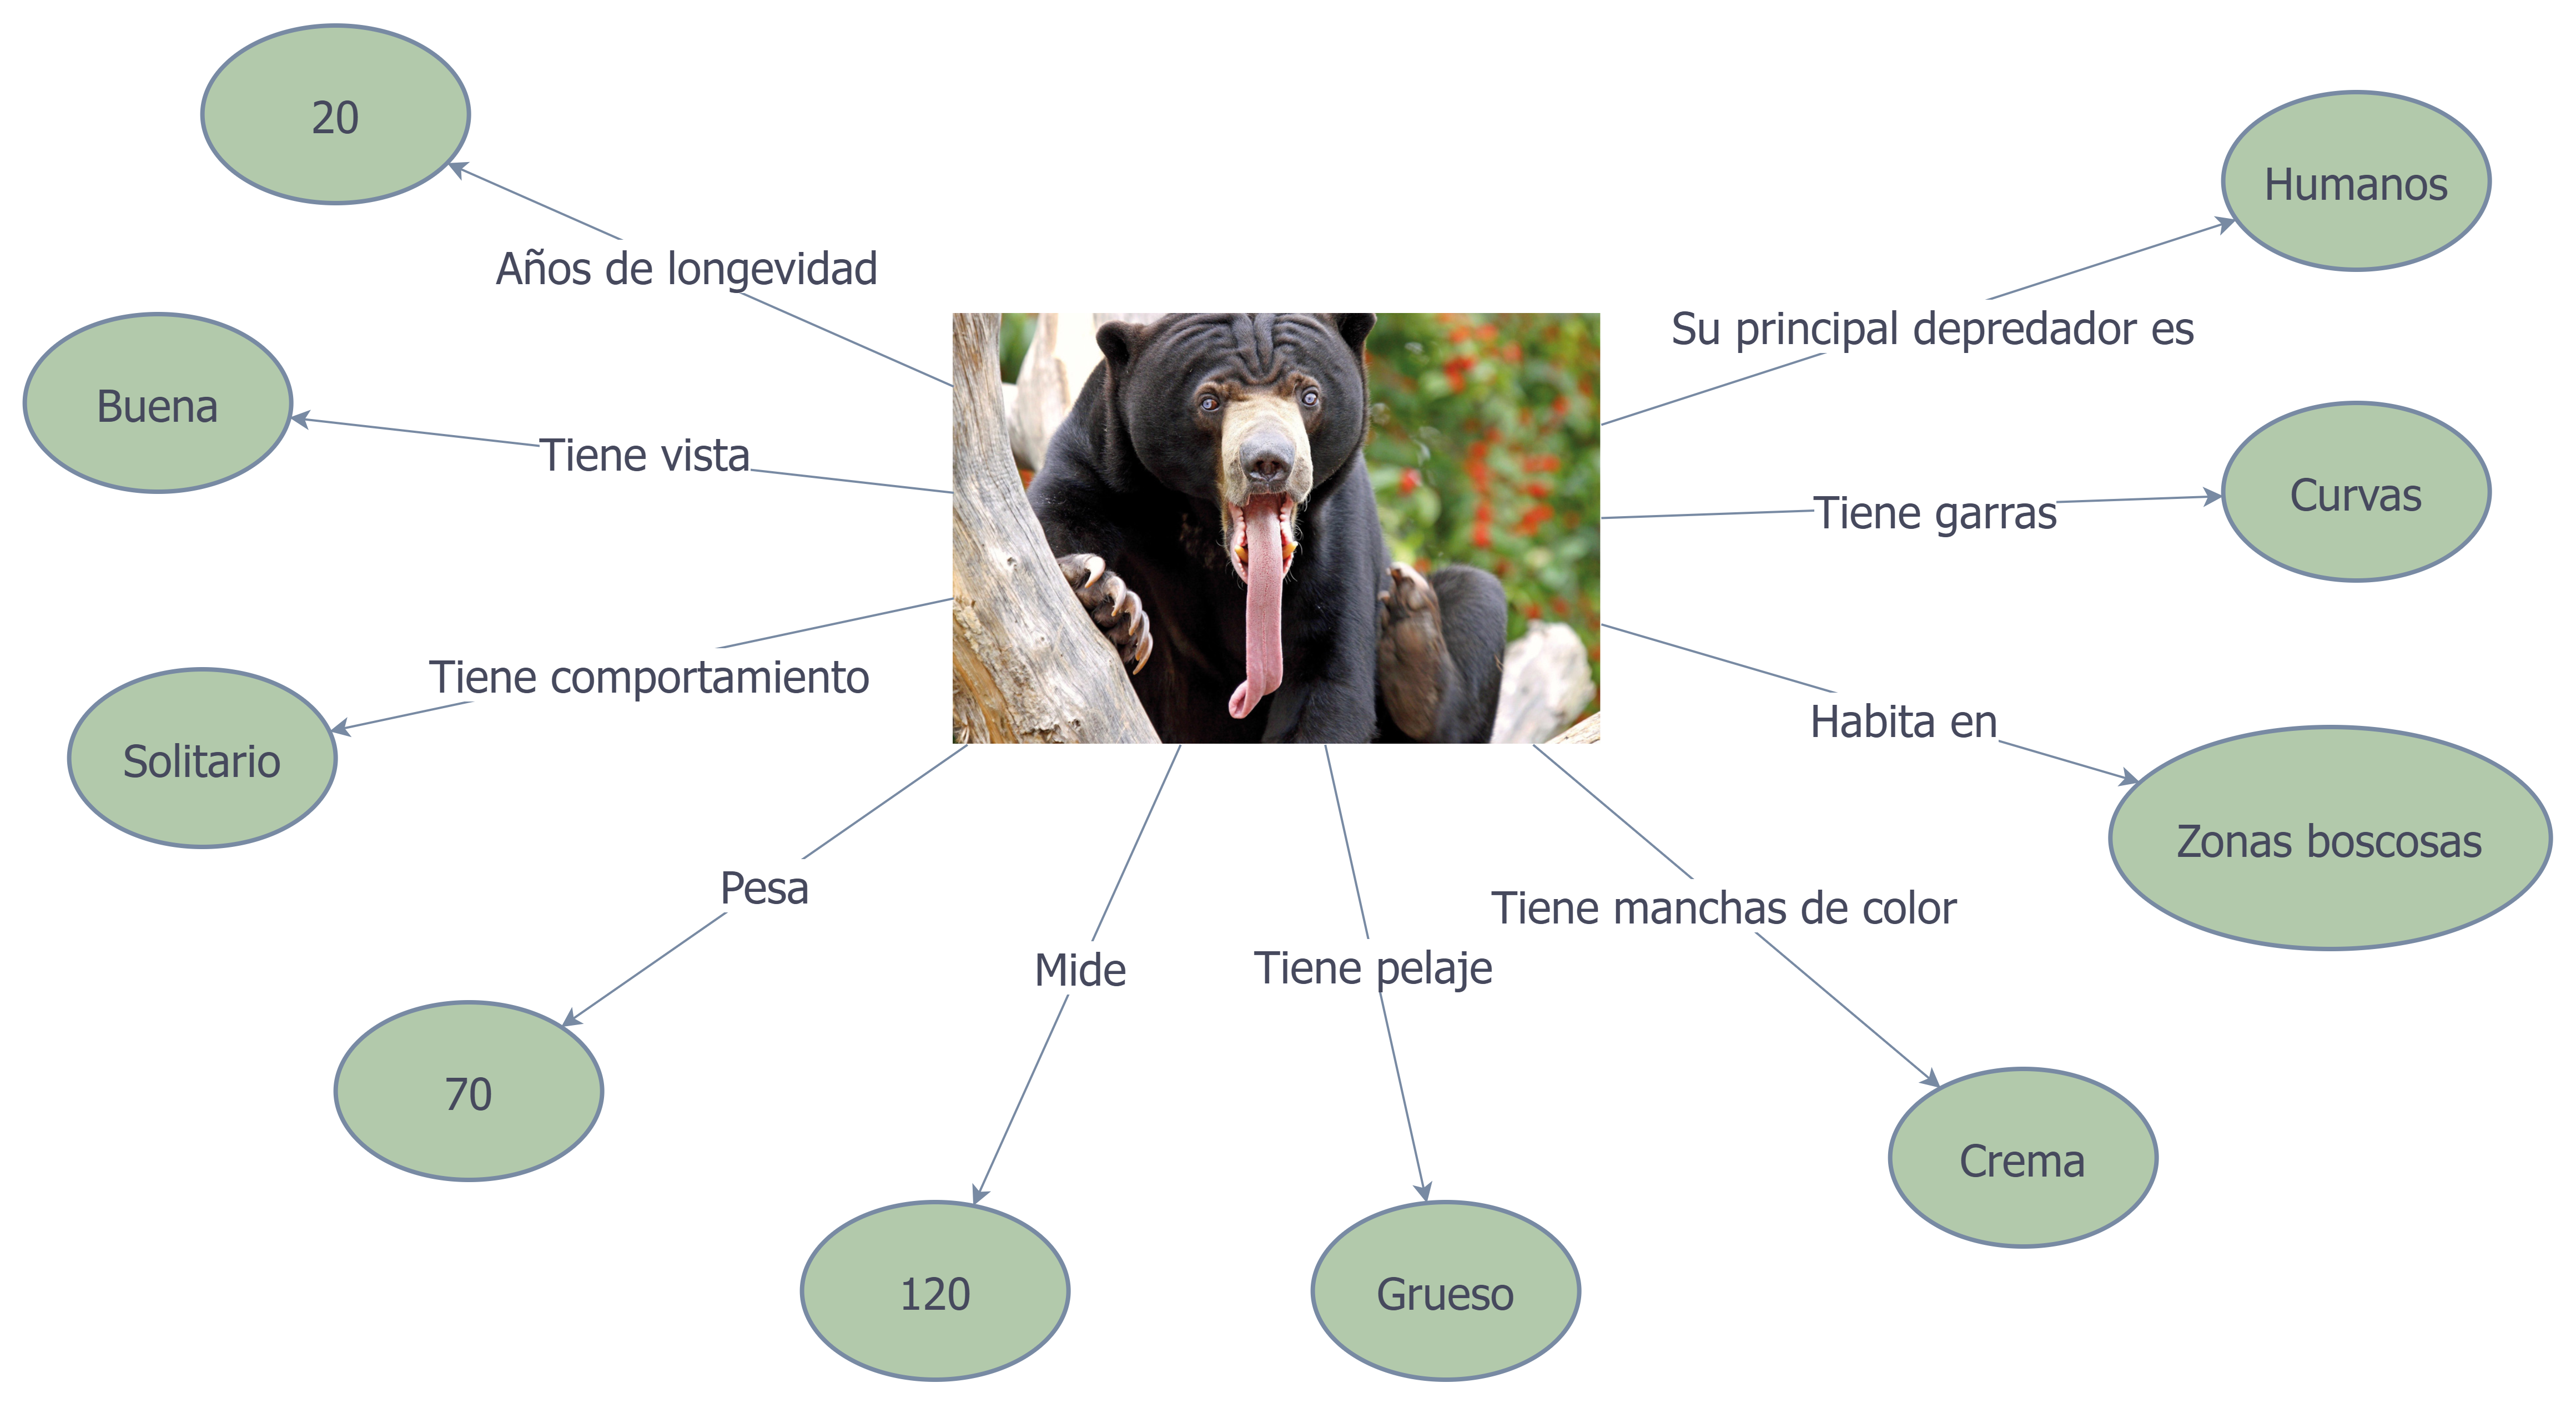 20
Humanos
Años de longevidad
Su principal depredador es
Buena
Tiene vista
Tiene garras
Curvas
Tiene comportamiento
Solitario
Habita en
Zonas boscosas
Pesa
Tiene manchas de color
Mide
Tiene pelaje
70
Crema
120
Grueso